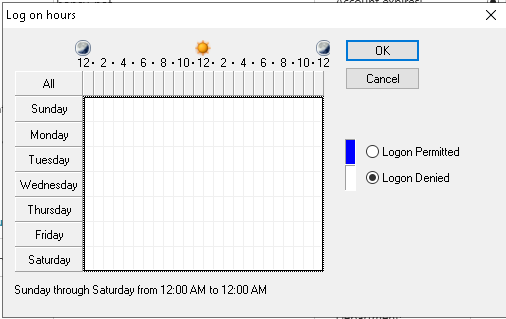 Account expires:
Log on hours
12 · 2 · 4 · 6 · 8 · 10 · 12 · 2 · 4 · 6 · 8 · 10 · 12
All
Sunday
Monday
Tuesday
Wednesday
Thursday
Friday
Saturday
Sunday through Saturday from 12:00 AM to 12:00 AM
OK
Cancel
Logon Permitted
Logon Denied